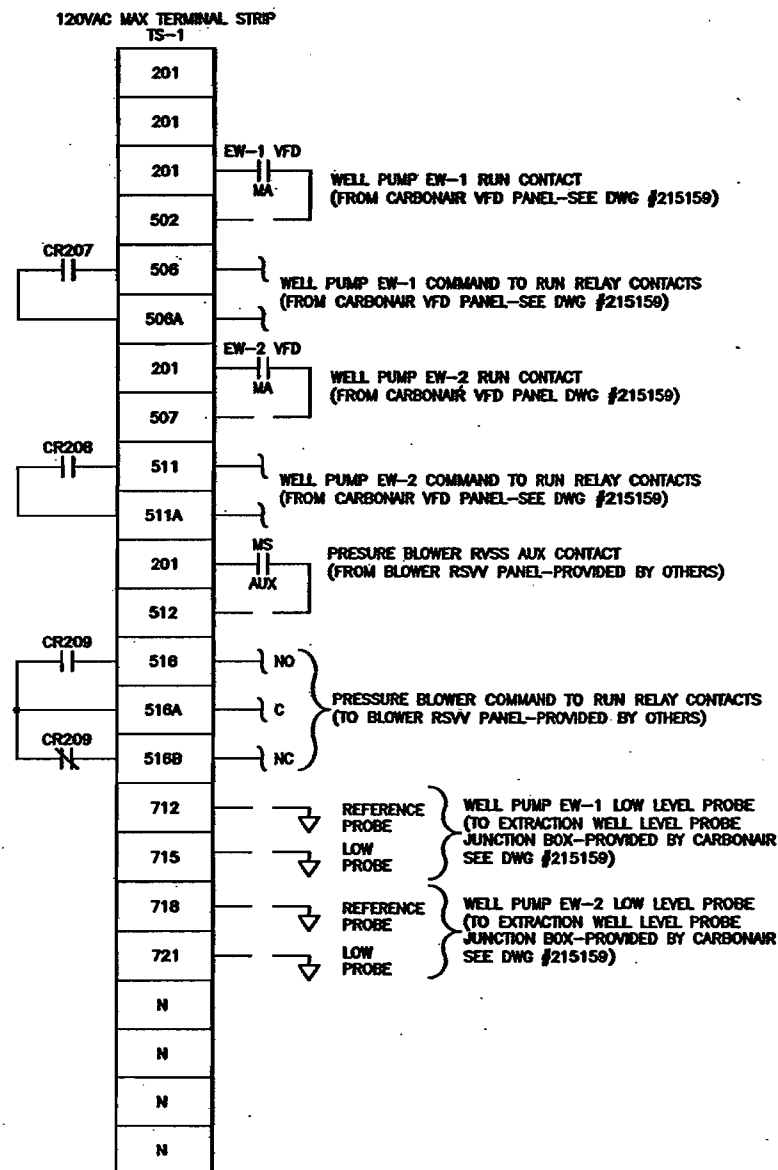 120VAC MAX TERMINAL STRIP
TS-1
201
201
201
EW-1 VFD
MA
WELL PUMP EW-1 RUN CONTACT
(FROM CARBONAIR VFD PANEL-SEE DWG #215159)
502
CR207
506
WELL PUMP EW-1 COMMAND TO RUN RELAY CONTACTS
(FROM CARBONAIR VFD PANEL-SEE DWG #215159)
506A
201
EW-2 VFD
MA
WELL PUMP EW-2 RUN CONTACT
(FROM CARBONAIR VFD PANEL DWG #215159)
507
CR208
511
WELL PUMP EW-2 COMMAND TO RUN RELAY CONTACTS
(FROM CARBONAIR VFD PANEL-SEE DWG #215159)
511A
201
MS
AUX
PRESURE BLOWER RVSS AUX CONTACT
(FROM BLOWER RSVV PANEL-PROVIDED BY OTHERS)
512
CR209
516
NO
516A
C
PRESSURE BLOWER COMMAND TO RUN RELAY CONTACTS
(TO BLOWER RSVV PANEL-PROVIDED BY OTHERS)
CR209
516B
NC
712
REFERENCE
PROBE
715
LOW
PROBE
WELL PUMP EW-1 LOW LEVEL PROBE
(TO EXTRACTION WELL LEVEL PROBE
JUNCTION BOX-PROVIDED BY CARBONAIR
SEE DWG #215159)
718
REFERENCE
PROBE
721
LOW
PROBE
WELL PUMP EW-2 LOW LEVEL PROBE
(TO EXTRACTION WELL LEVEL PROBE
JUNCTION BOX-PROVIDED BY CARBONAIR
SEE DWG #215159)
N
N
N
N